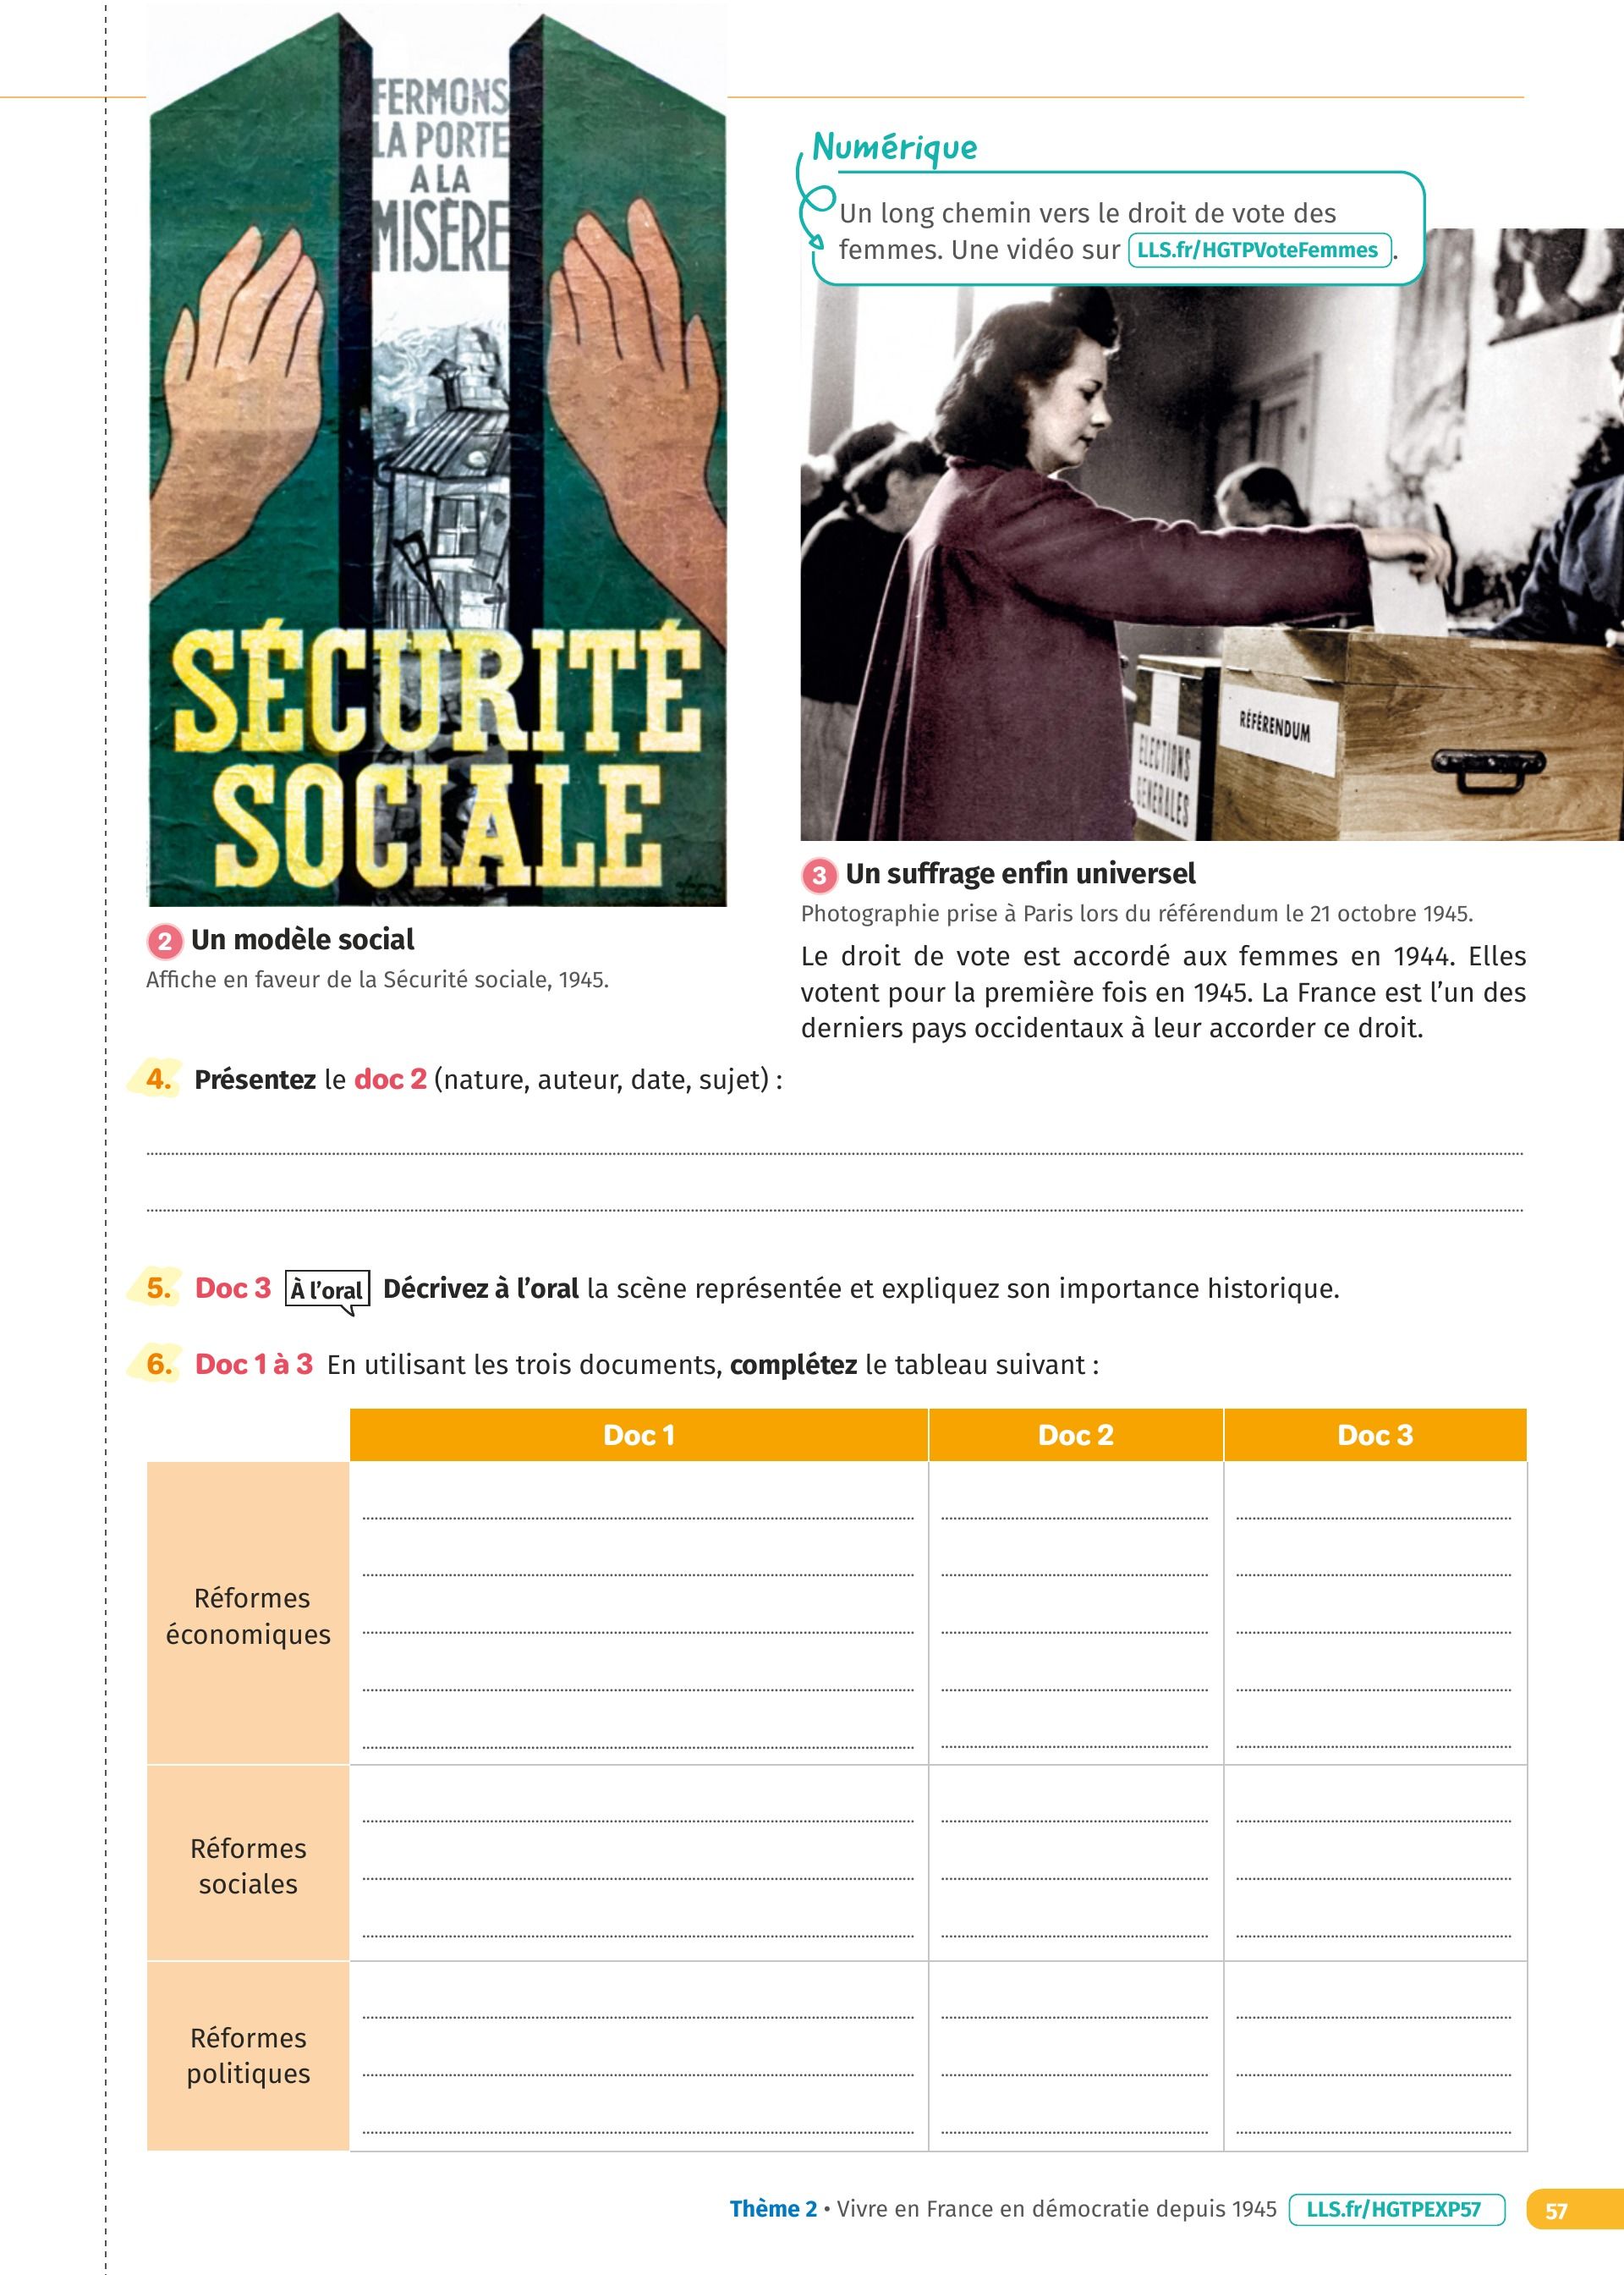 FERMONS
LA PORTE
A LA
MISÈRE
SÉCURITÉ
SOCIALE
2 Un modèle social
Affiche en faveur de la Sécurité sociale, 1945.
Numérique
Un long chemin vers le droit de vote des
femmes. Une vidéo sur LLS.fr/HGTPVoteFemmes .
RÉFÉRENDUM
ELECTIONS
GENERALES
3 Un suffrage enfin universel
Photographie prise à Paris lors du référendum le 21 octobre 1945.
Le droit de vote est accordé aux femmes en 1944. Elles
votent pour la première fois en 1945. La France est l’un des
derniers pays occidentaux à leur accorder ce droit.
4. Présentez le doc 2 (nature, auteur, date, sujet) :
5. Doc 3 À l’oral Décrivez à l’oral la scène représentée et expliquez son importance historique.
6. Doc 1 à 3 En utilisant les trois documents, complétez le tableau suivant :
Doc 1 Doc 2 Doc 3
Réformes
économiques
Réformes
sociales
Réformes
politiques
Thème 2 • Vivre en France en démocratie depuis 1945 LLS.fr/HGTPEXP57 57